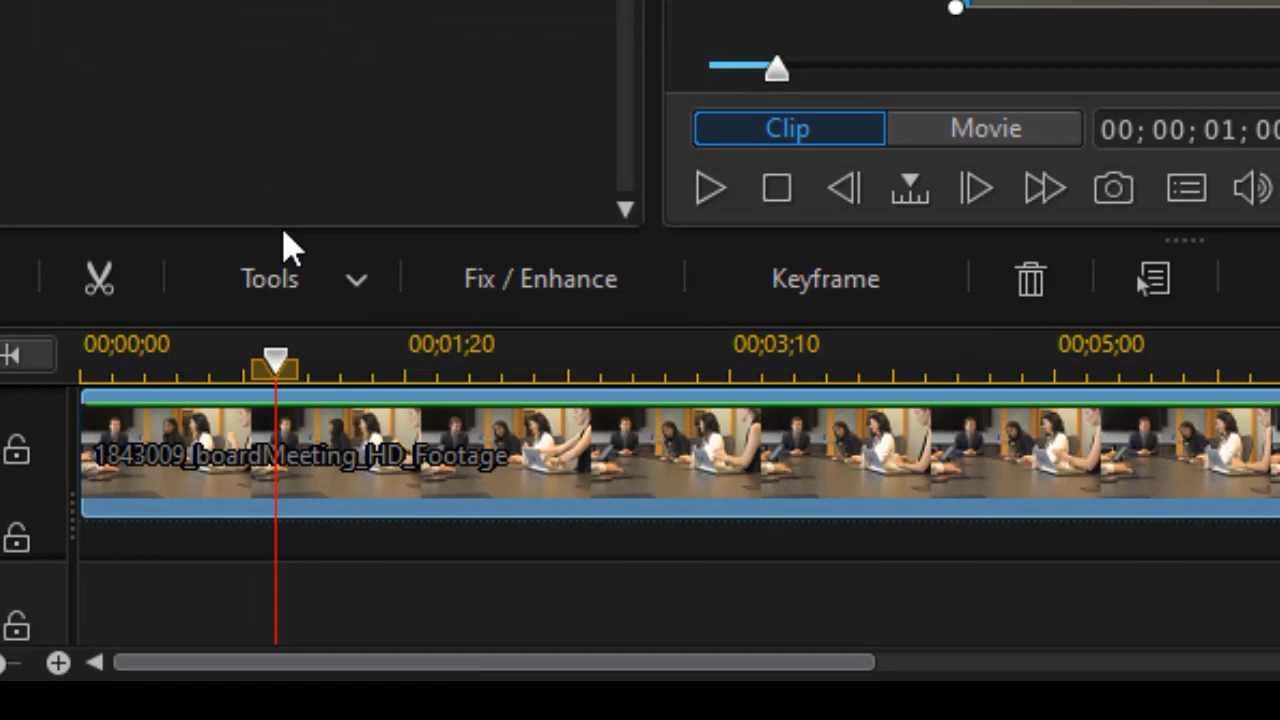 Clip Movie 00; 00; 01; 00
Tools Fix / Enhance Keyframe
00;00;00 00;01;20 00;03;10 00;05;00
1843009_boardMeeting_HD_Footage